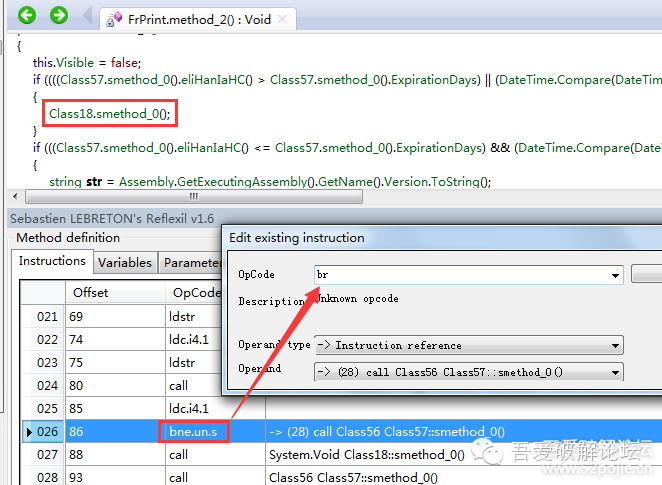 FrPrint.method_2() : Void
{
this.Visible = false;
if ((((Class57.smethod_0().eliHanIaHC > Class57.smethod_0().ExpirationDays) || (DateTime.Compare(Date
{
Class18.smethod_0();
}
if (((Class57.smethod_0().eliHanIaHC <= Class57.smethod_0().ExpirationDays) && (DateTime.Compare(DateT
{
string str = Assembly.GetExecutingAssembly().GetName().Version.ToString();
Sebastien LEBRETON's Reflexil v1.6
Method definition
Instructions Variables Parameter
Offset OpCode
021 69 ldstr
022 74 ldc.i4.1
023 75 ldstr
024 80 call
025 85 ldc.i4.1
026 86 bne.un.s -> (28) call Class56 Class57::smethod_0()
027 88 call System.Void Class18::smethod_0()
028 93 call Class56 Class57::smethod_0()
Edit existing instruction
OpCode br
Description Unknown opcode
Operand type -> Instruction reference
Operand -> (28) call Class56 Class57::smethod_0()
吾爱破解论坛
www.52pojie.cn